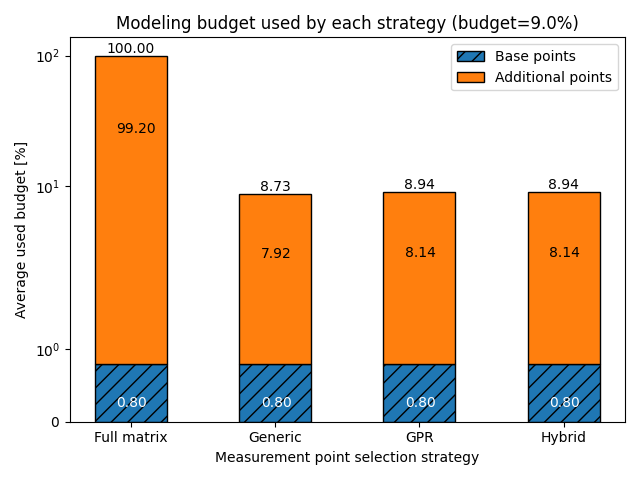 Modeling budget used by each strategy (budget=9.0%)
Base points
Additional points
Average used budget [%]
10²
10¹
10⁰
0
100.00
99.20
0.80
8.73
7.92
0.80
8.94
8.14
0.80
8.94
8.14
0.80
Full matrix
Generic
GPR
Hybrid
Measurement point selection strategy